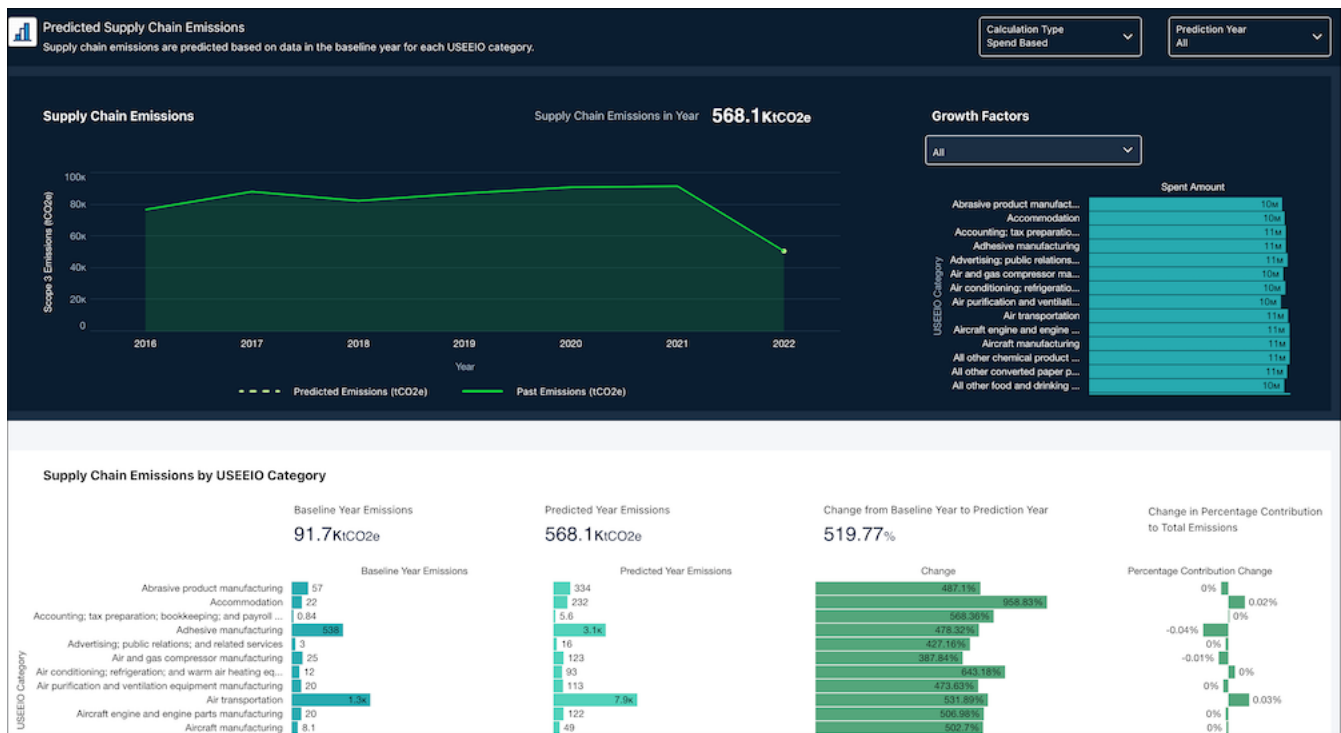 Predicted Supply Chain Emissions
Supply chain emissions are predicted based on data in the baseline year for each USEEIO category.
Calculation Type
Spend Based
Prediction Year
All
Supply Chain Emissions
Supply Chain Emissions in Year 568.1KtCO2e
Scope 3 Emissions (tCO2e)
100K
80K
60K
40K
20K
0
2016 2017 2018 2019 2020 2021 2022
Year
Predicted Emissions (tCO2e) Past Emissions (tCO2e)
Growth Factors
All
Spent Amount
USEEIO Category
Abrasive product manufact... 10M
Accommodation 10M
Accounting; tax preparatio... 11M
Adhesive manufacturing 11M
Advertising; public relations... 11M
Air and gas compressor ma... 10M
Air conditioning; refrigeratio... 10M
Air purification and ventilati... 10M
Air transportation 11M
Aircraft engine and engine ... 11M
Aircraft manufacturing 11M
All other chemical product ... 11M
All other converted paper p... 11M
All other food and drinking ... 10M
Supply Chain Emissions by USEEIO Category
Baseline Year Emissions
91.7KtCO2e
Predicted Year Emissions
568.1KtCO2e
Change from Baseline Year to Prediction Year
519.77%
Change in Percentage Contribution
to Total Emissions
Baseline Year Emissions Predicted Year Emissions Change Percentage Contribution Change
USEEIO Category
Abrasive product manufacturing 57 334 487.1% 0%
Accommodation 22 232 958.83% 0.02%
Accounting; tax preparation; bookkeeping; and payroll ... 0.84 5.6 568.36% 0%
Adhesive manufacturing 538 3.1K 478.32% -0.04%
Advertising; public relations; and related services 3 16 427.16% 0%
Air and gas compressor manufacturing 25 123 387.84% -0.01%
Air conditioning; refrigeration; and warm air heating eq... 12 93 643.18% 0%
Air purification and ventilation equipment manufacturing 20 113 473.63% 0%
Air transportation 1.3K 7.9K 531.89% 0.03%
Aircraft engine and engine parts manufacturing 20 122 506.98% 0%
Aircraft manufacturing 8.1 49 502.7% 0%